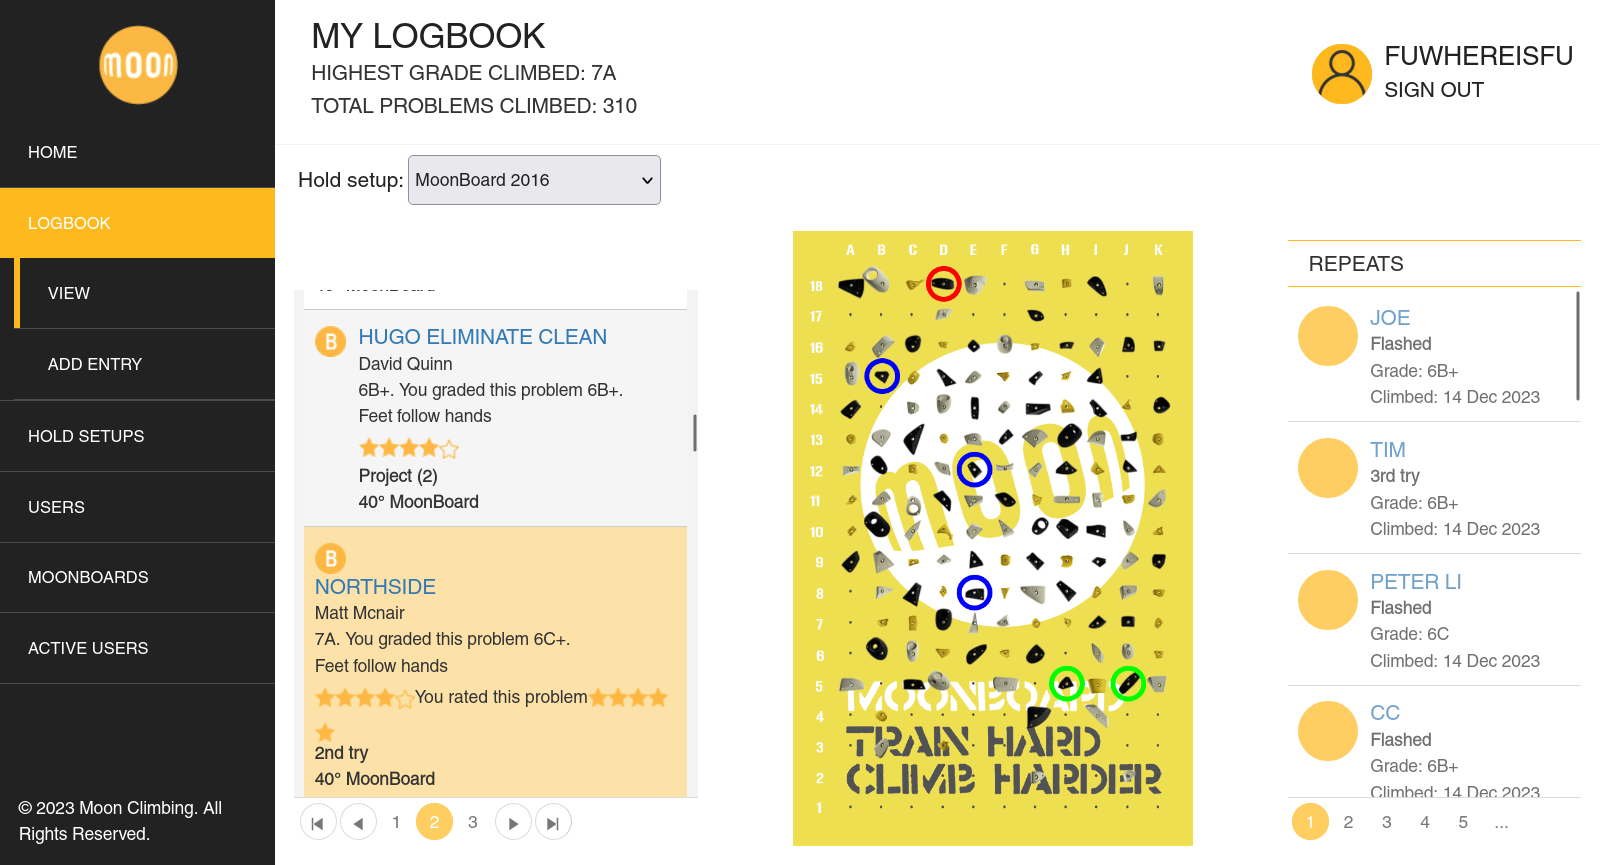 moon
HOME
LOGBOOK
VIEW
ADD ENTRY
HOLD SETUPS
USERS
MOONBOARDS
ACTIVE USERS
© 2023 Moon Climbing. All
Rights Reserved.
MY LOGBOOK
HIGHEST GRADE CLIMBED: 7A
TOTAL PROBLEMS CLIMBED: 310
FUWHEREISFU
SIGN OUT
Hold setup: MoonBoard 2016
40° MoonBoard
B
HUGO ELIMINATE CLEAN
David Quinn
6B+. You graded this problem 6B+.
Feet follow hands
Project (2)
40° MoonBoard
B
NORTHSIDE
Matt Mcnair
7A. You graded this problem 6C+.
Feet follow hands
You rated this problem
2nd try
40° MoonBoard
1 2 3
A B C D E F G H I J K
18
17
16
15
14
13
12
11
10
9
8
7
6
5
4
3
2
1
moon
MOONBOARD
TRAIN HARD
CLIMB HARDER
REPEATS
JOE
Flashed
Grade: 6B+
Climbed: 14 Dec 2023
TIM
3rd try
Grade: 6B+
Climbed: 14 Dec 2023
PETER LI
Flashed
Grade: 6C
Climbed: 14 Dec 2023
CC
Flashed
Grade: 6B+
Climbed: 14 Dec 2023
1 2 3 4 5 ...